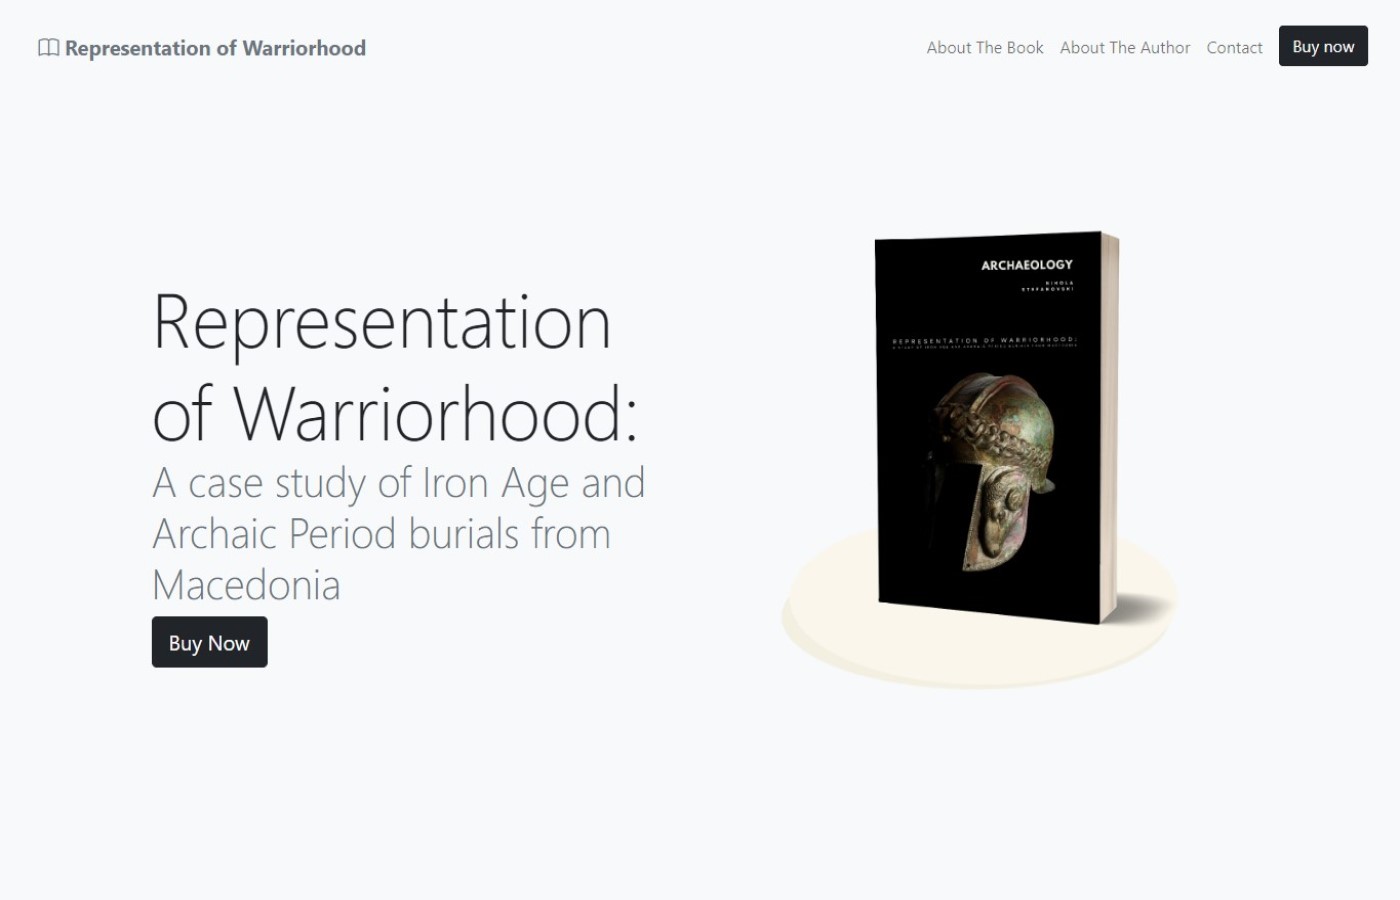 Representation of Warriorhood
About The Book
About The Author
Contact
Buy now
Representation
of Warriorhood:
A case study of Iron Age and
Archaic Period burials from
Macedonia
Buy Now
ARCHAEOLOGY
NIKOLA
STEFANOVSKI
REPRESENTATION OF WARRIORHOOD: